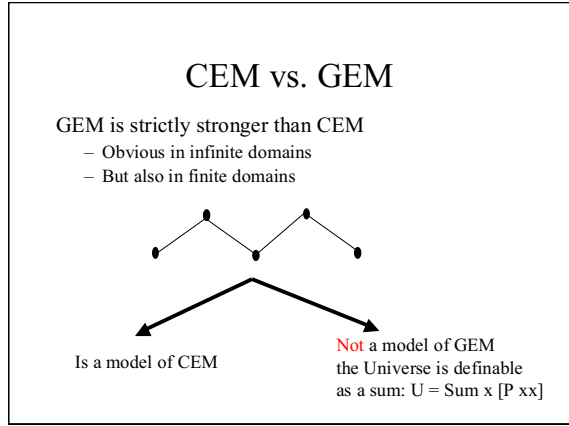 CEM vs. GEM
GEM is strictly stronger than CEM
– Obvious in infinite domains
– But also in finite domains
Is a model of CEM
Not a model of GEM
the Universe is definable
as a sum: U = Sum x [P xx]